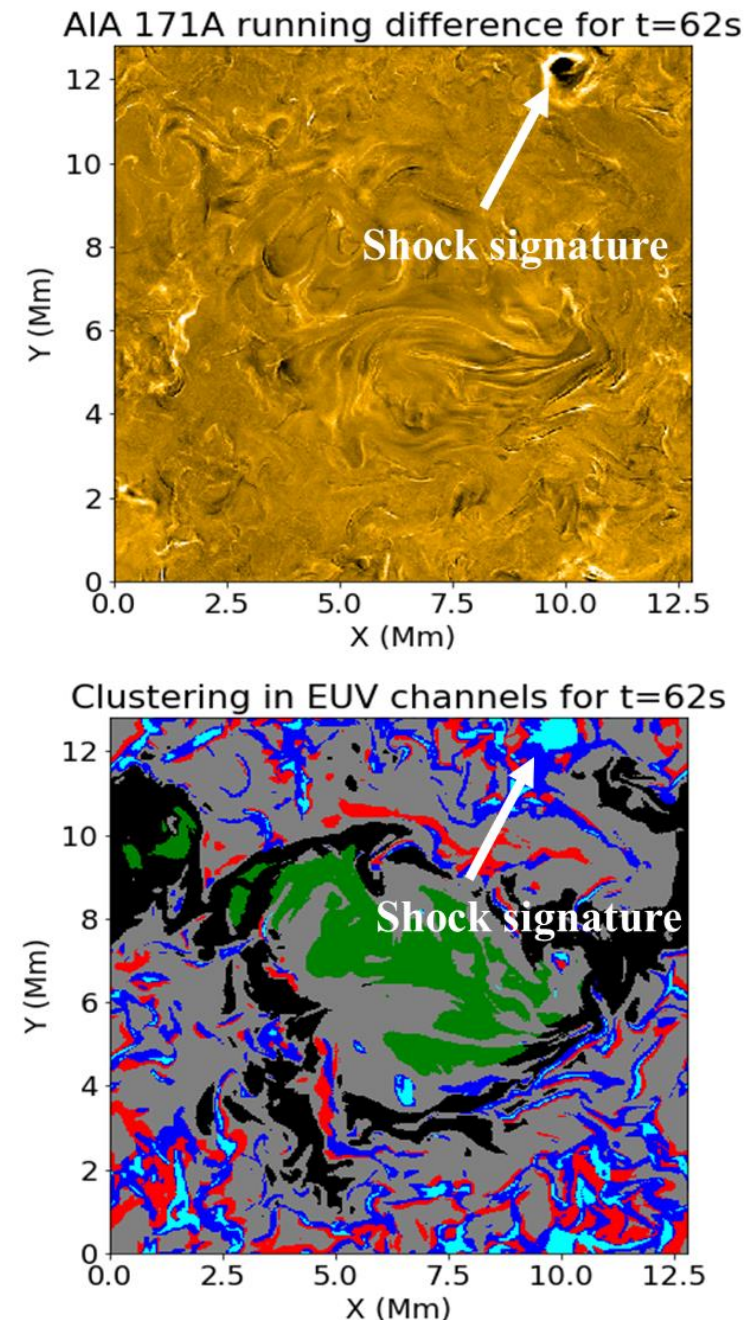 AIA 171A running difference for t=62s
12
10
8
6
4
2
0
Y (Mm)
Shock signature
0.0 2.5 5.0 7.5 10.0 12.5
X (Mm)
Clustering in EUV channels for t=62s
12
10
8
6
4
2
0
Y (Mm)
Shock signature
0.0 2.5 5.0 7.5 10.0 12.5
X (Mm)